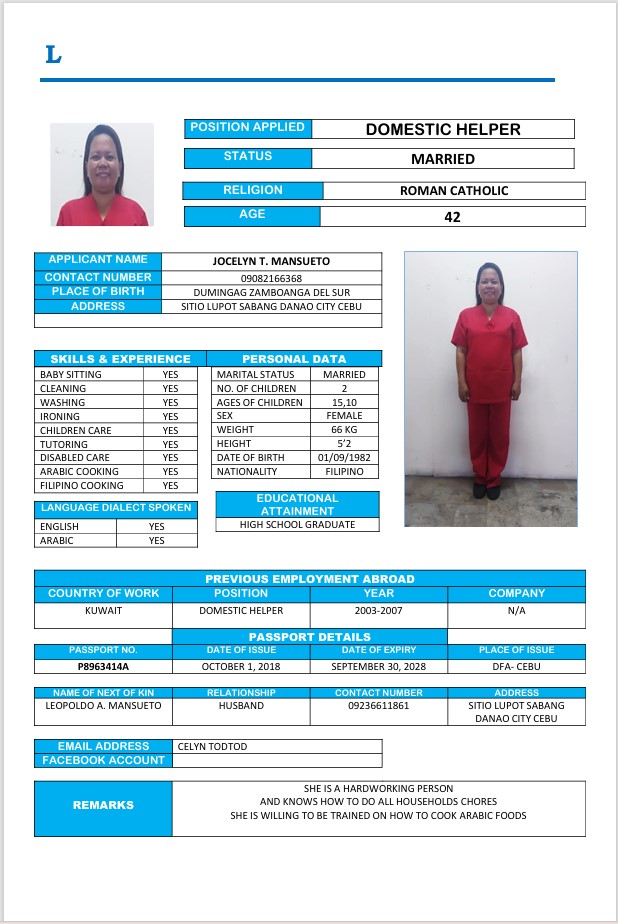 L
POSITION APPLIED DOMESTIC HELPER
STATUS MARRIED
RELIGION ROMAN CATHOLIC
AGE 42
APPLICANT NAME JOCELYN T. MANSUETO
CONTACT NUMBER 09082166368
PLACE OF BIRTH DUMINGAG ZAMBOANGA DEL SUR
ADDRESS SITIO LUPOT SABANG DANAO CITY CEBU
SKILLS & EXPERIENCE PERSONAL DATA
BABY SITTING YES MARITAL STATUS MARRIED
CLEANING YES NO. OF CHILDREN 2
WASHING YES AGES OF CHILDREN 15,10
IRONING YES SEX FEMALE
CHILDREN CARE YES WEIGHT 66 KG
TUTORING YES HEIGHT 5’2
DISABLED CARE YES DATE OF BIRTH 01/09/1982
ARABIC COOKING YES NATIONALITY FILIPINO
FILIPINO COOKING YES
EDUCATIONAL
ATTAINMENT
HIGH SCHOOL GRADUATE
LANGUAGE DIALECT SPOKEN
ENGLISH YES
ARABIC YES
PREVIOUS EMPLOYMENT ABROAD
COUNTRY OF WORK POSITION YEAR COMPANY
KUWAIT DOMESTIC HELPER 2003-2007 N/A
PASSPORT DETAILS
PASSPORT NO. DATE OF ISSUE DATE OF EXPIRY PLACE OF ISSUE
P8963414A OCTOBER 1, 2018 SEPTEMBER 30, 2028 DFA- CEBU
NAME OF NEXT OF KIN RELATIONSHIP CONTACT NUMBER ADDRESS
LEOPOLDO A. MANSUETO HUSBAND 09236611861 SITIO LUPOT SABANG
DANAO CITY CEBU
EMAIL ADDRESS CELYN TODTOD
FACEBOOK ACCOUNT
REMARKS
SHE IS A HARDWORKING PERSON
AND KNOWS HOW TO DO ALL HOUSEHOLDS CHORES
SHE IS WILLING TO BE TRAINED ON HOW TO COOK ARABIC FOODS